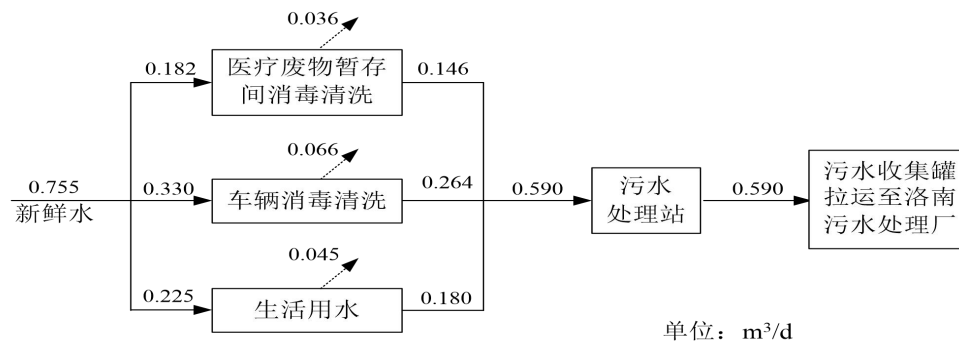 0.036
0.182
医疗废物暂存
间消毒清洗
0.146
0.066
0.755
新鲜水
0.330
车辆消毒清洗
0.264
0.590
污水
处理站
0.590
污水收集罐
拉运至洛南
污水处理厂
0.045
0.225
生活用水
0.180
单位：m³/d